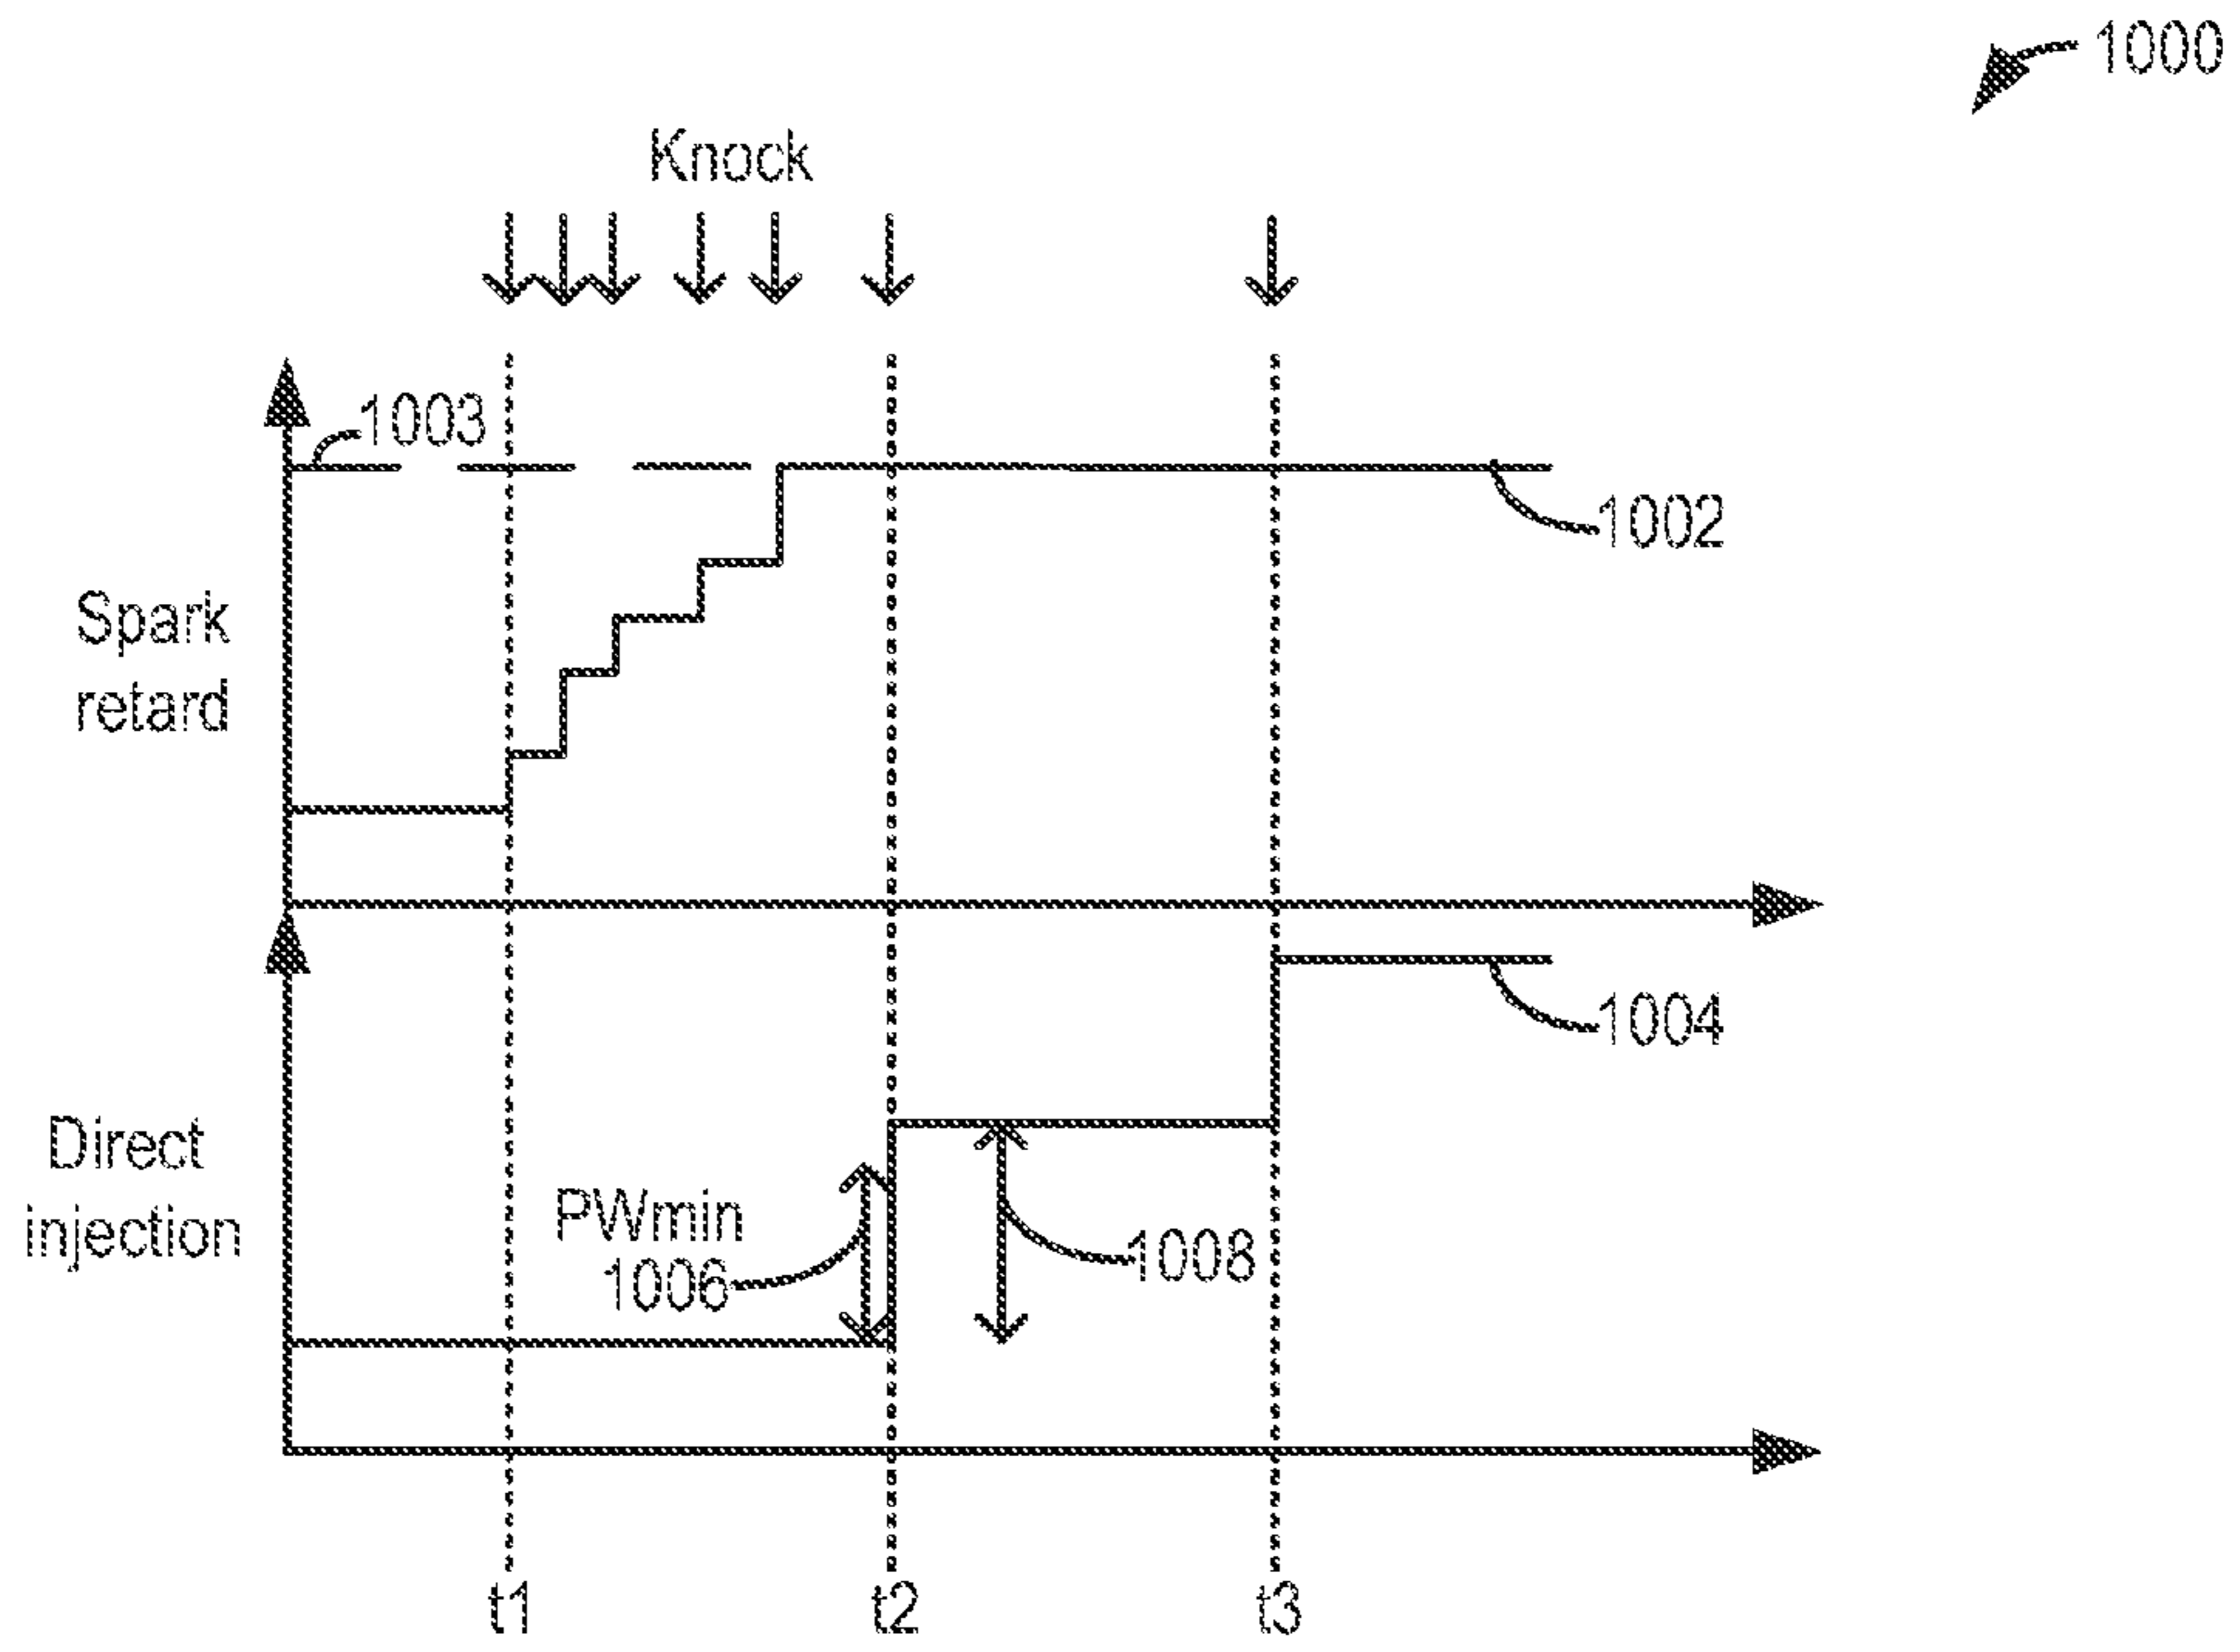 1000
Knock
1003
1002
Spark
retard
1004
Direct
injection
PWmin
1006
1008
t1
t2
t3